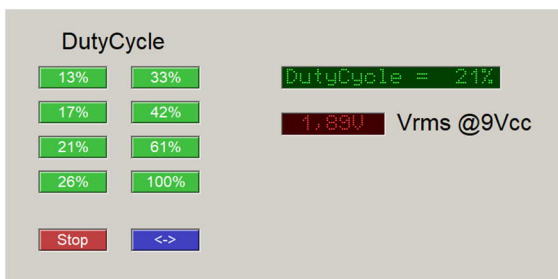 DutyCycle
13% 33%
DutyCycle = 21%
17% 42%
1,89V Vrms @9Vcc
21% 61%
26% 100%
Stop <->